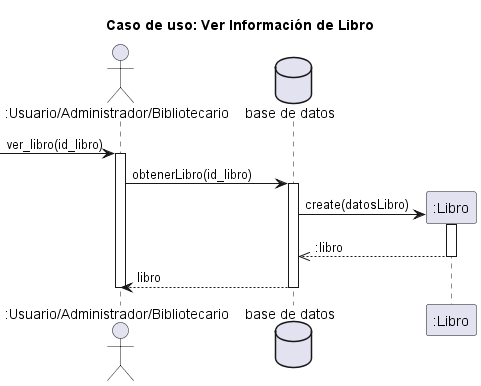 Caso de uso: Ver Información de Libro
:Usuario/Administrador/Bibliotecario
base de datos
ver_libro(id_libro)
obtenerLibro(id_libro)
create(datosLibro)
:Libro
:libro
libro
:Usuario/Administrador/Bibliotecario
base de datos
:Libro